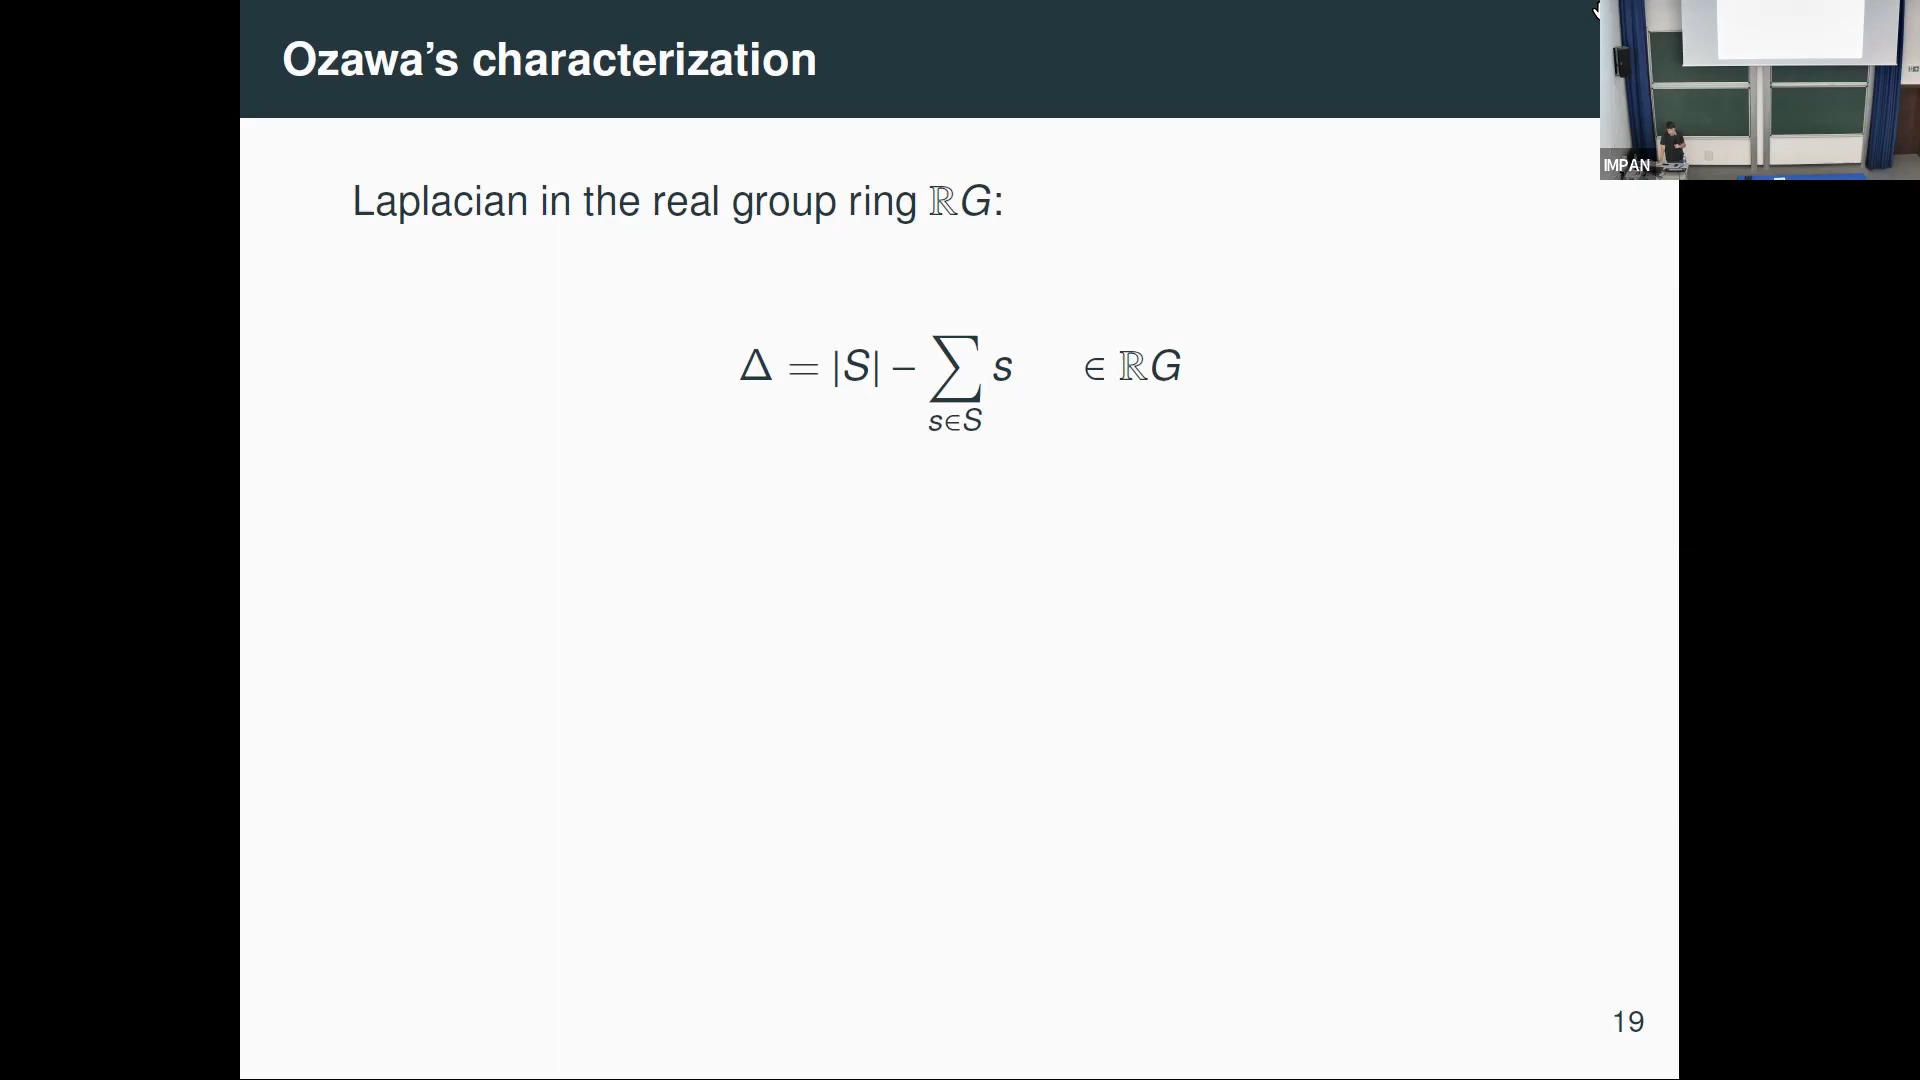 Ozawa's characterization
Laplacian in the real group ring ℝG:
Δ = |S| − ∑_{s∈S} s ∈ ℝG
IMPAN
19